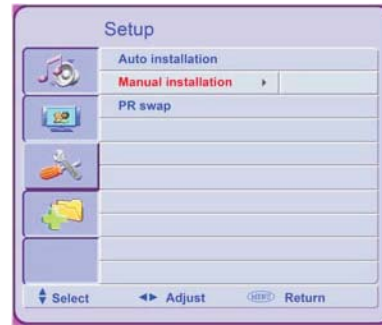 Setup
Auto installation
Manual installation
PR swap
Select Adjust MENU Return